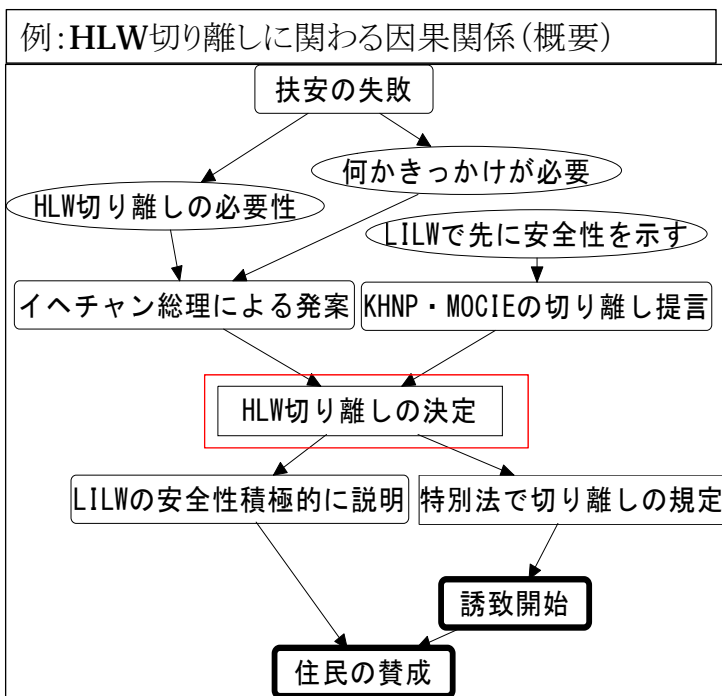 例:HLW切り離しに関わる因果関係(概要)
扶安の失敗
何かきっかけが必要
HLW切り離しの必要性
LILWで先に安全性を示す
イヘチャン総理による発案
KHNP・MOCIEの切り離し提言
HLW切り離しの決定
LILWの安全性積極的に説明
特別法で切り離しの規定
誘致開始
住民の賛成